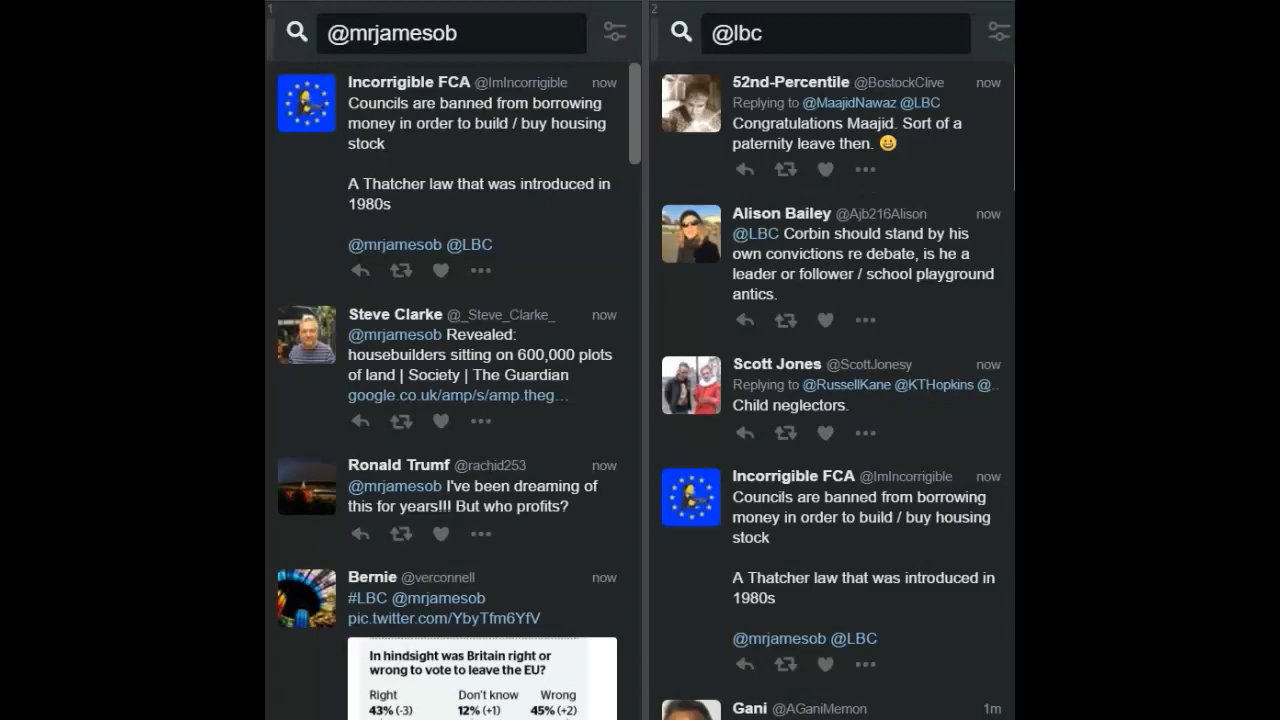 1
@mrjamesob
Incorrigible FCA @ImIncorrigible now
Councils are banned from borrowing
money in order to build / buy housing
stock
A Thatcher law that was introduced in
1980s
@mrjamesob @LBC
Steve Clarke @_Steve_Clarke_ now
@mrjamesob Revealed:
housebuilders sitting on 600,000 plots
of land | Society | The Guardian
google.co.uk/amp/s/amp.theg…
Ronald Trumf @rachid253 now
@mrjamesob I've been dreaming of
this for years!!! But who profits?
Bernie @verconnell now
#LBC @mrjamesob
pic.twitter.com/YbyTfm6YfV
In hindsight was Britain right or
wrong to vote to leave the EU?
Right Don't know Wrong
43% (-3) 12% (+1) 45% (+2)
2
@lbc
52nd-Percentile @BostockClive now
Replying to @MaajidNawaz @LBC
Congratulations Maajid. Sort of a
paternity leave then. 😀
Alison Bailey @Ajb216Alison now
@LBC Corbin should stand by his
own convictions re debate, is he a
leader or follower / school playground
antics.
Scott Jones @ScottJonesy now
Replying to @RussellKane @KTHopkins @..
Child neglectors.
Incorrigible FCA @ImIncorrigible now
Councils are banned from borrowing
money in order to build / buy housing
stock
A Thatcher law that was introduced in
1980s
@mrjamesob @LBC
Gani @AGaniMemon 1m